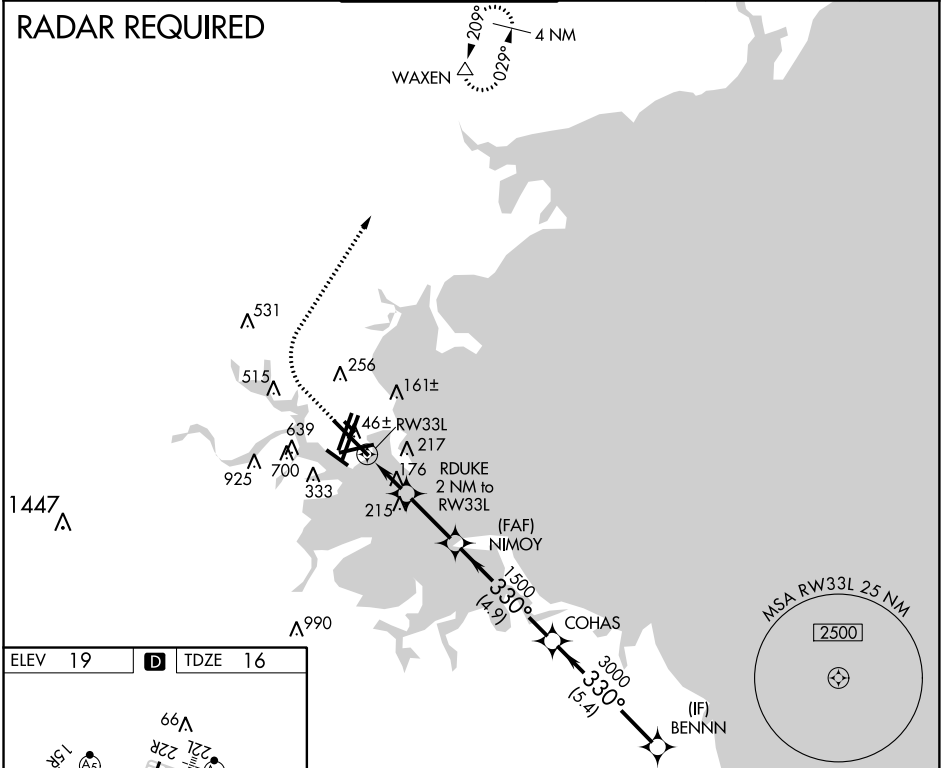 RADAR REQUIRED
209°
4 NM
029°
WAXEN
531
256
515
161±
46±
RW33L
639
217
700
925
333
176
RDUKE
2 NM to
RW33L
215
1447
(FAF)
NIMOY
1500
330°
(4.9)
COHAS
990
3000
330°
(5.4)
(IF)
BENNN
MSA RW33L 25 NM
2500
ELEV 19
D
TDZE 16
99
22R
22L
15R
A5